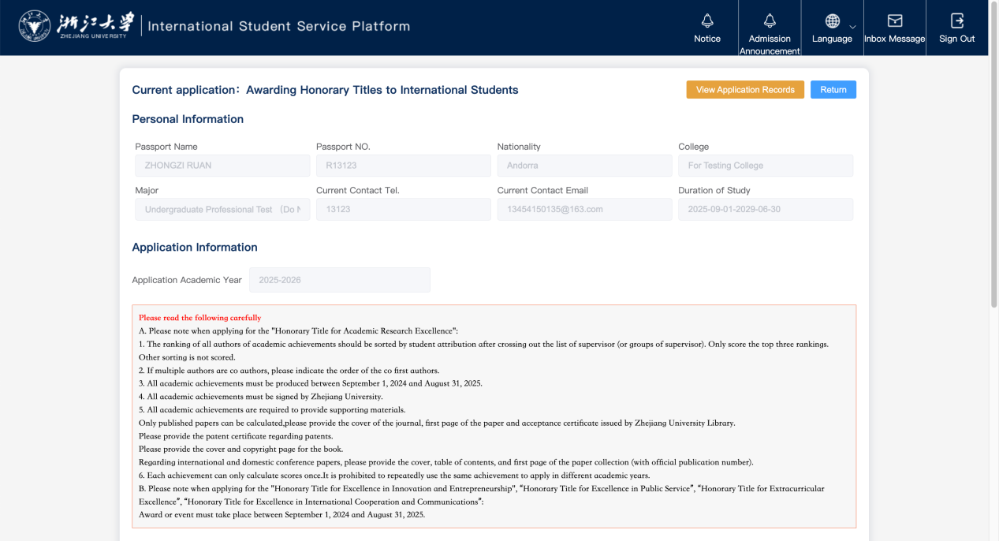 浙江大学
ZHEJIANG UNIVERSITY
International Student Service Platform
Notice
Admission
Announcement
Language
Inbox Message
Sign Out
Current application：Awarding Honorary Titles to International Students
View Application Records
Return
Personal Information
Passport Name
Passport NO.
Nationality
College
ZHONGZI RUAN
R13123
Andorra
For Testing College
Major
Current Contact Tel.
Current Contact Email
Duration of Study
Undergraduate Professional Test （Do N
13123
13454150135@163.com
2025-09-01-2029-06-30
Application Information
Application Academic Year
2025-2026
Please read the following carefully
A. Please note when applying for the "Honorary Title for Academic Research Excellence":
1. The ranking of all authors of academic achievements should be sorted by student attribution after crossing out the list of supervisor (or groups of supervisor). Only score the top three rankings.
Other sorting is not scored.
2. If multiple authors are co authors, please indicate the order of the co first authors.
3. All academic achievements must be produced between September 1, 2024 and August 31, 2025.
4. All academic achievements must be signed by Zhejiang University.
5. All academic achievements are required to provide supporting materials.
Only published papers can be calculated,please provide the cover of the journal, first page of the paper and acceptance certificate issued by Zhejiang University Library.
Please provide the patent certificate regarding patents.
Please provide the cover and copyright page for the book.
Regarding international and domestic conference papers, please provide the cover, table of contents, and first page of the paper collection (with official publication number).
6. Each achievement can only calculate scores once.It is prohibited to repeatedly use the same achievement to apply in different academic years.
B. Please note when applying for the "Honorary Title for Excellence in Innovation and Entrepreneurship", “Honorary Title for Excellence in Public Service”, “Honorary Title for Extracurricular
Excellence”, “Honorary Title for Excellence in International Cooperation and Communications”:
Award or event must take place between September 1, 2024 and August 31, 2025.